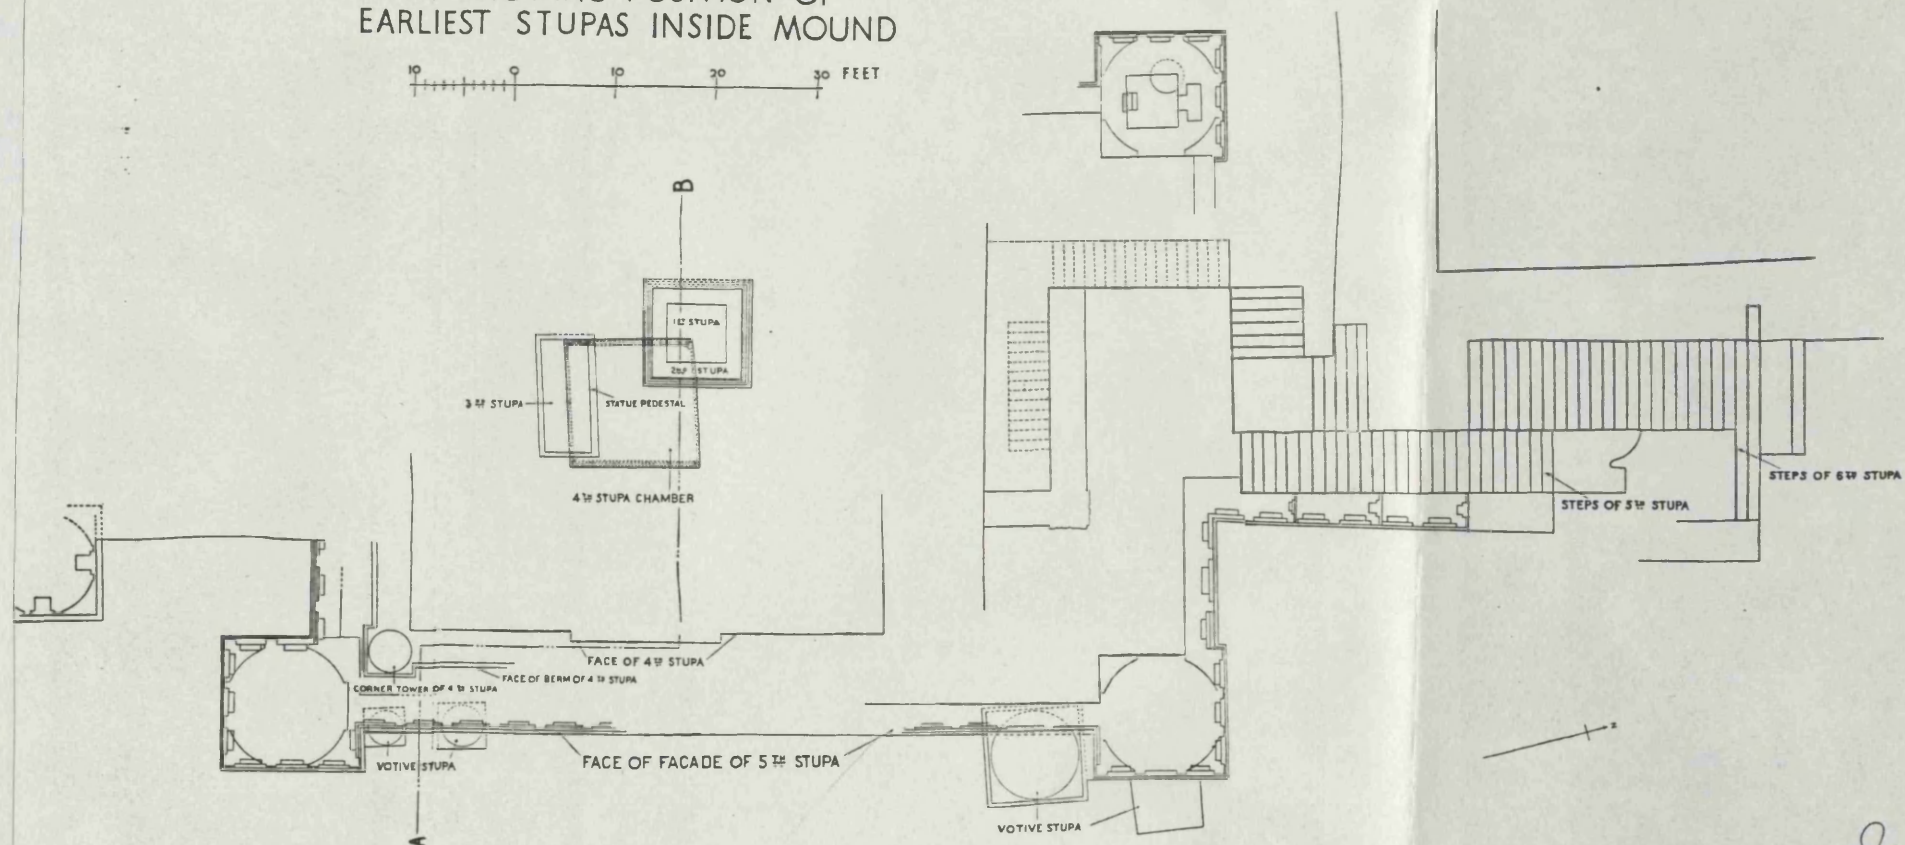 EARLIEST STUPAS INSIDE MOUND
10 0 10 20 30 FEET
B
1ST STUPA
2ND STUPA
3RD STUPA
STATUE PEDESTAL
4TH STUPA CHAMBER
STEPS OF 6TH STUPA
STEPS OF 5TH STUPA
FACE OF 4TH STUPA
FACE OF BERM OF 4TH STUPA
CORNER TOWER OF 4TH STUPA
N
VOTIVE STUPA
FACE OF FACADE OF 5TH STUPA
VOTIVE STUPA
A